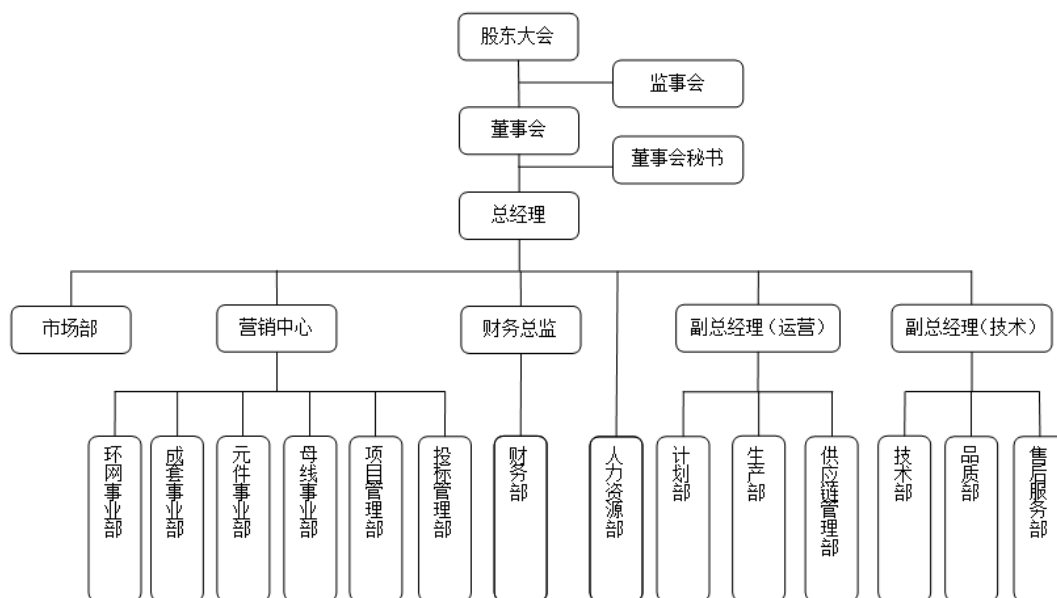 股东大会
监事会
董事会
董事会秘书
总经理
市场部
营销中心
财务总监
副总经理（运营）
副总经理（技术）
环网事业部
成套事业部
元件事业部
母线事业部
项目管理部
投标管理部
财务部
人力资源部
计划部
生产部
供应链管理部
技术部
品质部
售后服务部